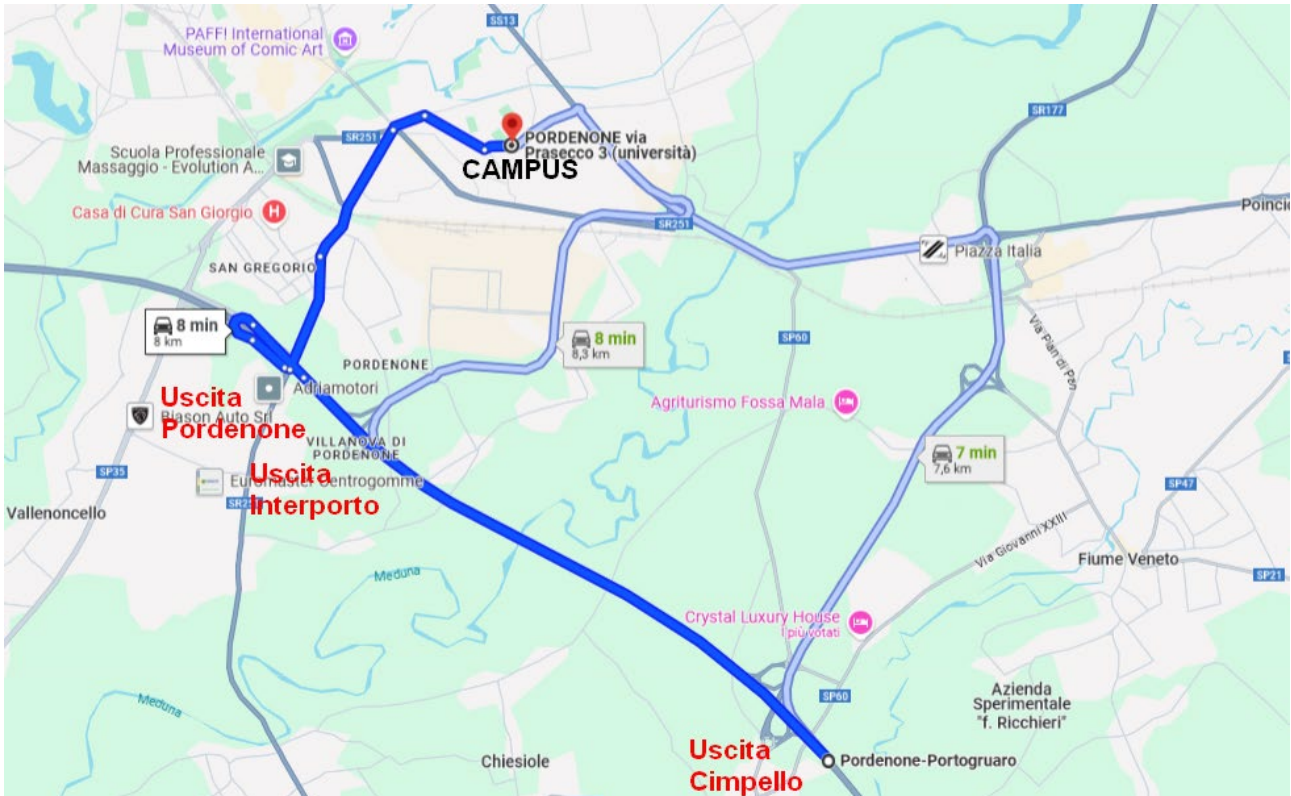 SS13
PAFF! International
Museum of Comic Art
SR177
SR251
PORDENONE via
Prasecco 3 (università)
CAMPUS
Scuola Professionale
Massaggio - Evolution A...
Casa di Cura San Giorgio
H
SR251
Poincic
Piazza Italia
SAN GREGORIO
8 min
8 km
8 min
8,3 km
SP60
Via Pian di Pan
PORDENONE
Adriamotori
Agriturismo Fossa Mala
Uscita
Pordenone
Biason Auto Srl
VILLANOVA DI
PORDENONE
7 min
7,6 km
SP35
Uscita
Interporto
Euromaster Centrogomme
SP47
Vallenoncello
Via Giovanni XXIII
Fiume Veneto
Meduna
SP21
Crystal Luxury House
I più votati
Meduna
SP60
Azienda
Sperimentale
"f. Ricchieri"
Uscita
Cimpello
Chiesiole
Pordenone-Portogruaro